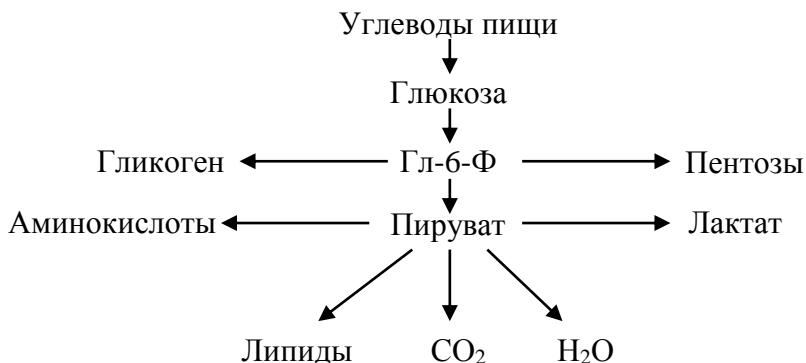 Углеводы пищи
Глюкоза
Гликоген Гл-6-Ф Пентозы
Аминокислоты Пируват Лактат
Липиды CO₂ H₂O